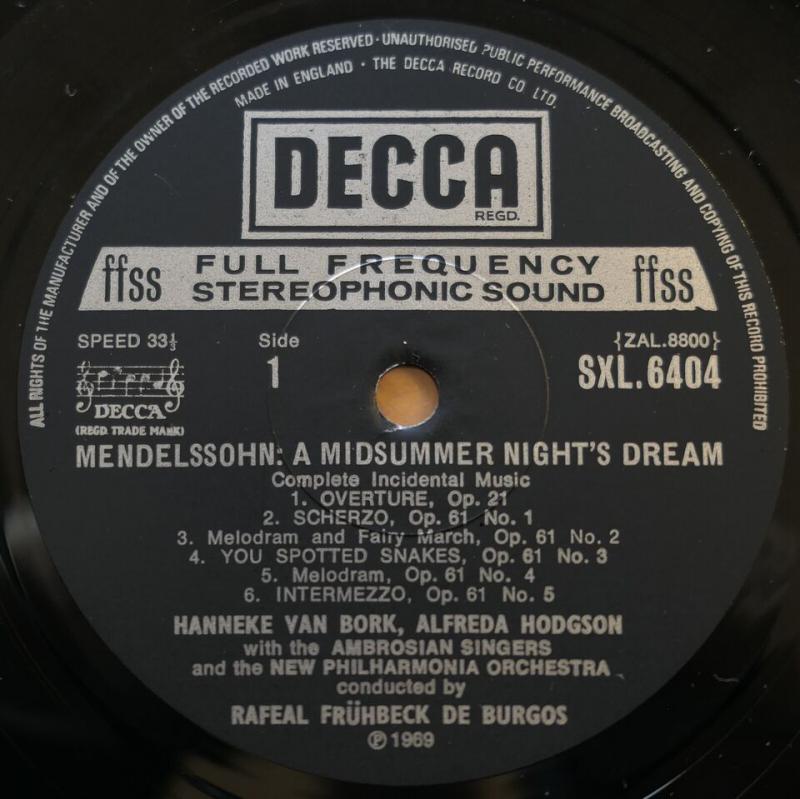 ALL RIGHTS OF THE MANUFACTURER AND OF THE OWNER OF THE RECORDED WORK RESERVED · UNAUTHORISED PUBLIC PERFORMANCE BROADCASTING AND COPYING OF THIS RECORD PROHIBITED
MADE IN ENGLAND · THE DECCA RECORD CO LTD.
DECCA
REGD.
ffss FULL FREQUENCY ffss
STEREOPHONIC SOUND
SPEED 33⅓ Side {ZAL.8800}
1 SXL.6404
DECCA
(REGD. TRADE MARK)
MENDELSSOHN: A MIDSUMMER NIGHT'S DREAM
Complete Incidental Music
1. OVERTURE, Op. 21
2. SCHERZO, Op. 61 No. 1
3. Melodram and Fairy March, Op. 61 No. 2
4. YOU SPOTTED SNAKES, Op. 61 No. 3
5. Melodram, Op. 61 No. 4
6. INTERMEZZO, Op. 61 No. 5
HANNEKE VAN BORK, ALFREDA HODGSON
with the AMBROSIAN SINGERS
and the NEW PHILHARMONIA ORCHESTRA
conducted by
RAFEAL FRÜHBECK DE BURGOS
℗ 1969